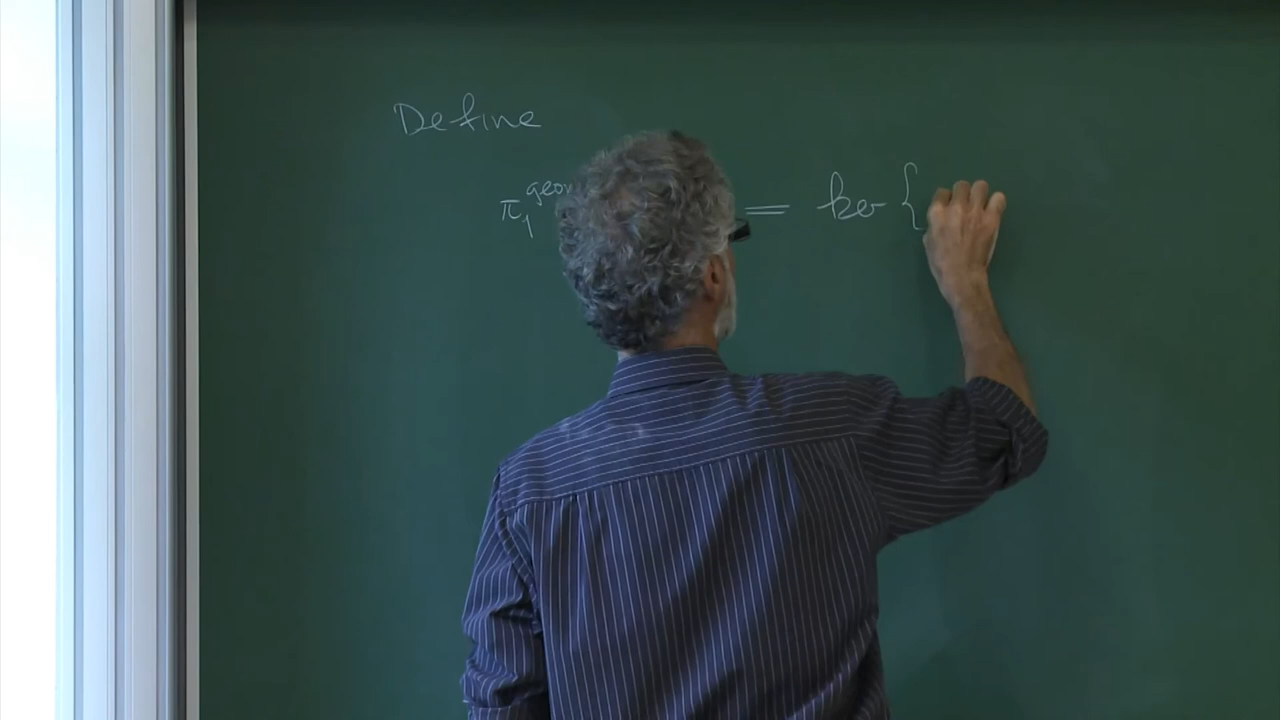 Define
π₁^geom = ker {